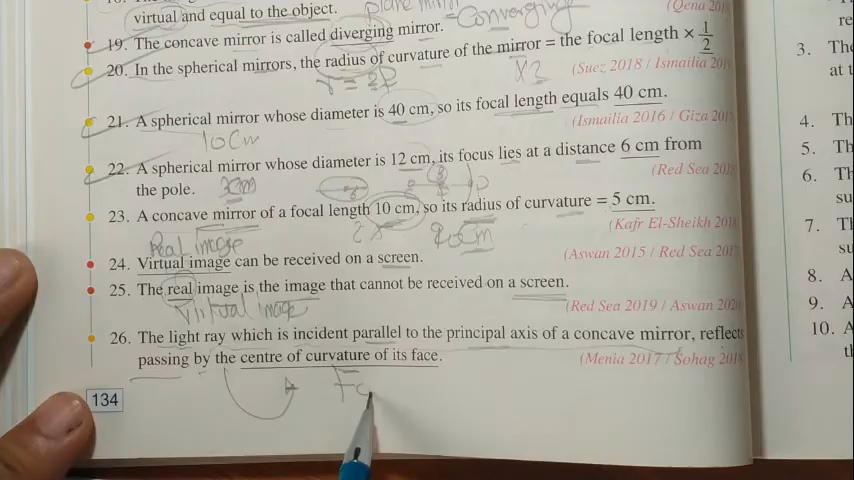 virtual and equal to the object.
plane mirror
(Qena 201
19. The concave mirror is called diverging mirror.
Converging
20. In the spherical mirrors, the radius of curvature of the mirror = the focal length × 1/2
r = 2f
X2
(Suez 2018 / Ismailia 201
21. A spherical mirror whose diameter is 40 cm, so its focal length equals 40 cm.
10 Cm
(Ismailia 2016 / Giza 201
22. A spherical mirror whose diameter is 12 cm, its focus lies at a distance 6 cm from
the pole.
3cm
(Red Sea 201
23. A concave mirror of a focal length 10 cm, so its radius of curvature = 5 cm.
20 Cm
(Kafr El-Sheikh 201
Real image
24. Virtual image can be received on a screen.
(Aswan 2015 / Red Sea 201
25. The real image is the image that cannot be received on a screen.
Virtual image
(Red Sea 2019 / Aswan 202
26. The light ray which is incident parallel to the principal axis of a concave mirror, reflects
passing by the centre of curvature of its face.
(Menia 2017 / Sohag 201
Fo
134
re
3. The
at t
4. Th
5. Th
6. Th
su
7. T
su
8. A
9. A
10. A